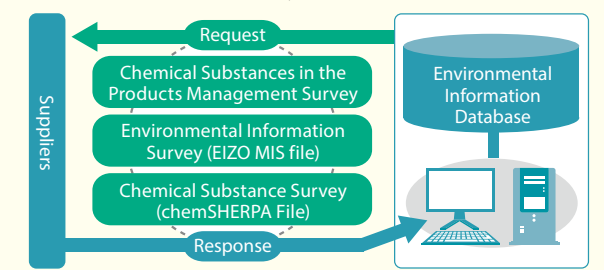 Request
Suppliers
Chemical Substances in the
Products Management Survey
Environmental Information
Survey (EIZO MIS file)
Chemical Substance Survey
(chemSHERPA File)
Response
Environmental
Information
Database